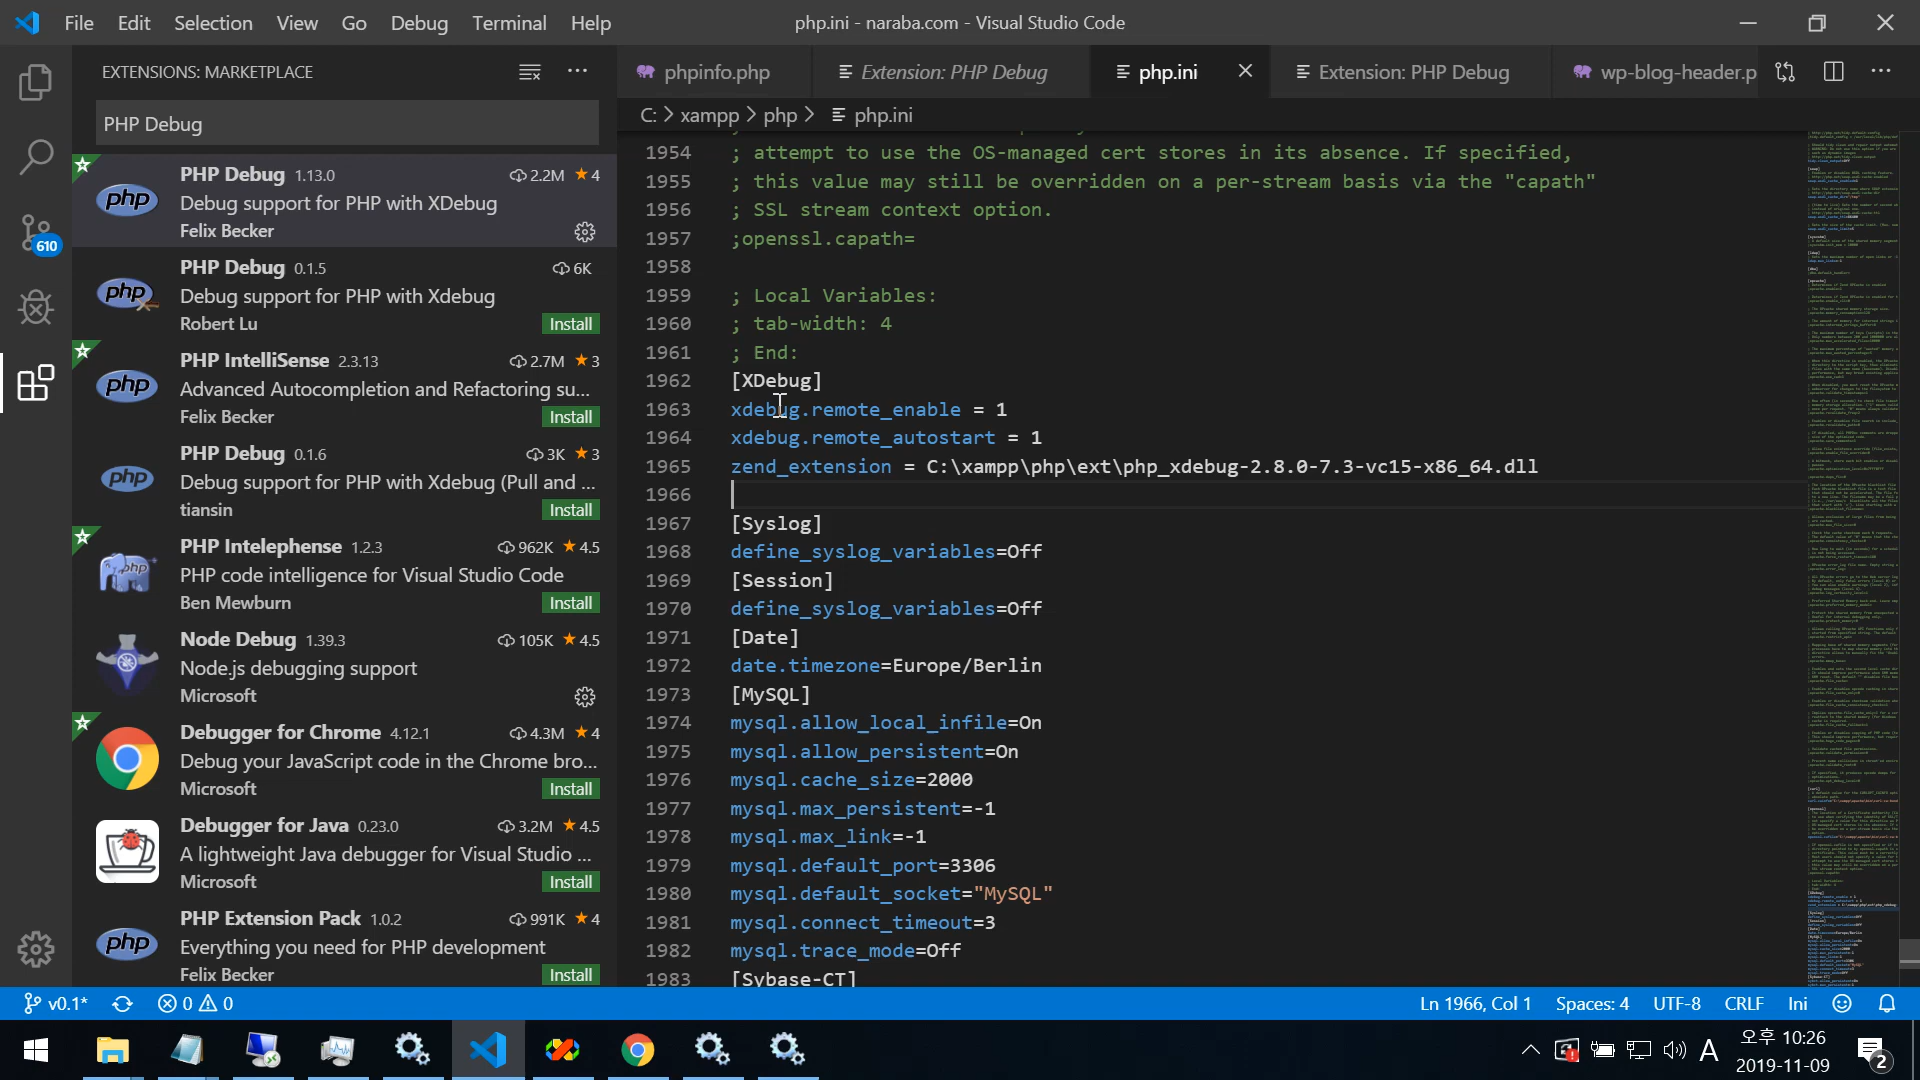 File Edit Selection View Go Debug Terminal Help
php.ini - naraba.com - Visual Studio Code
EXTENSIONS: MARKETPLACE
PHP Debug
PHP Debug 1.13.0 2.2M 4
Debug support for PHP with XDebug
Felix Becker
PHP Debug 0.1.5 6K
Debug support for PHP with Xdebug
Robert Lu Install
PHP IntelliSense 2.3.13 2.7M 3
Advanced Autocompletion and Refactoring su...
Felix Becker Install
PHP Debug 0.1.6 3K 3
Debug support for PHP with Xdebug (Pull and ...
tiansin Install
PHP Intelephense 1.2.3 962K 4.5
PHP code intelligence for Visual Studio Code
Ben Mewburn Install
Node Debug 1.39.3 105K 4.5
Node.js debugging support
Microsoft
Debugger for Chrome 4.12.1 4.3M 4
Debug your JavaScript code in the Chrome bro...
Microsoft Install
Debugger for Java 0.23.0 3.2M 4.5
A lightweight Java debugger for Visual Studio ...
Microsoft Install
PHP Extension Pack 1.0.2 991K 4
Everything you need for PHP development
Felix Becker Install
610
php
php
php
php
php
php
phpinfo.php Extension: PHP Debug php.ini Extension: PHP Debug wp-blog-header.p
C: > xampp > php > php.ini
1954 ; attempt to use the OS-managed cert stores in its absence. If specified,
1955 ; this value may still be overridden on a per-stream basis via the "capath"
1956 ; SSL stream context option.
1957 ;openssl.capath=
1958
1959 ; Local Variables:
1960 ; tab-width: 4
1961 ; End:
1962 [XDebug]
1963 xdebug.remote_enable = 1
1964 xdebug.remote_autostart = 1
1965 zend_extension = C:\xampp\php\ext\php_xdebug-2.8.0-7.3-vc15-x86_64.dll
1966
1967 [Syslog]
1968 define_syslog_variables=Off
1969 [Session]
1970 define_syslog_variables=Off
1971 [Date]
1972 date.timezone=Europe/Berlin
1973 [MySQL]
1974 mysql.allow_local_infile=On
1975 mysql.allow_persistent=On
1976 mysql.cache_size=2000
1977 mysql.max_persistent=-1
1978 mysql.max_link=-1
1979 mysql.default_port=3306
1980 mysql.default_socket="MySQL"
1981 mysql.connect_timeout=3
1982 mysql.trace_mode=Off
1983 [Sybase-CT]
v0.1* 0 0 Ln 1966, Col 1 Spaces: 4 UTF-8 CRLF Ini
A 오후 10:26
2019-11-09 2